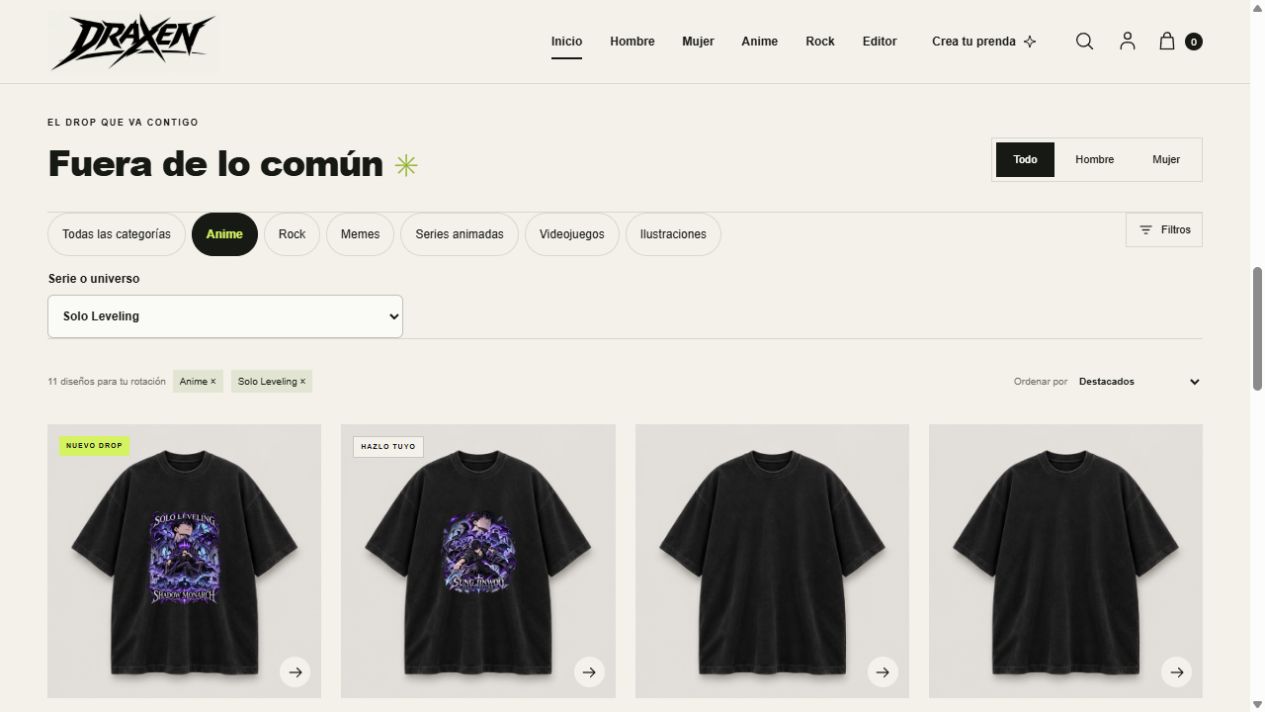 DRAXEN
Inicio Hombre Mujer Anime Rock Editor Crea tu prenda 0
EL DROP QUE VA CONTIGO
Fuera de lo común
Todo Hombre Mujer
Todas las categorías Anime Rock Memes Series animadas Videojuegos Ilustraciones Filtros
Serie o universo
Solo Leveling
11 diseños para tu rotación Anime × Solo Leveling × Ordenar por Destacados
NUEVO DROP HAZLO TUYO
SOLO LEVELING
SHADOW MONARCH
SUNG JINWOO